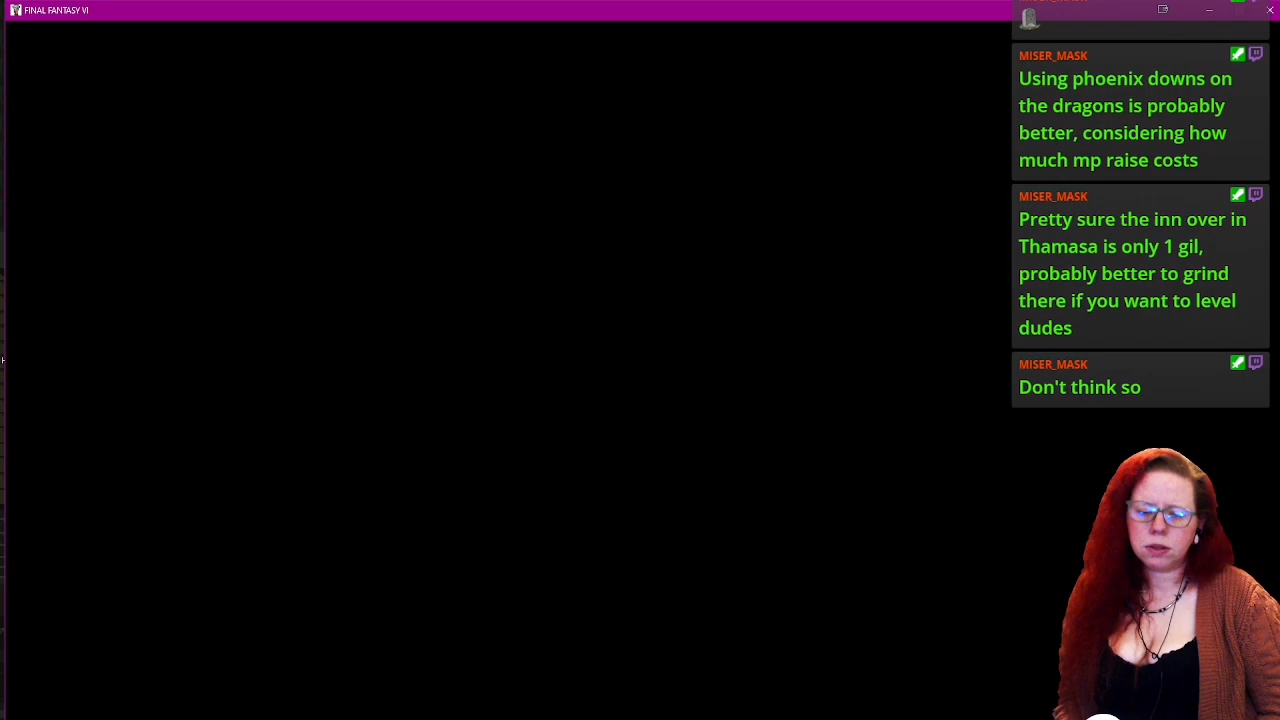 FINAL FANTASY VI
MISER_MASK
Using phoenix downs on
the dragons is probably
better, considering how
much mp raise costs
MISER_MASK
Pretty sure the inn over in
Thamasa is only 1 gil,
probably better to grind
there if you want to level
dudes
MISER_MASK
Don't think so